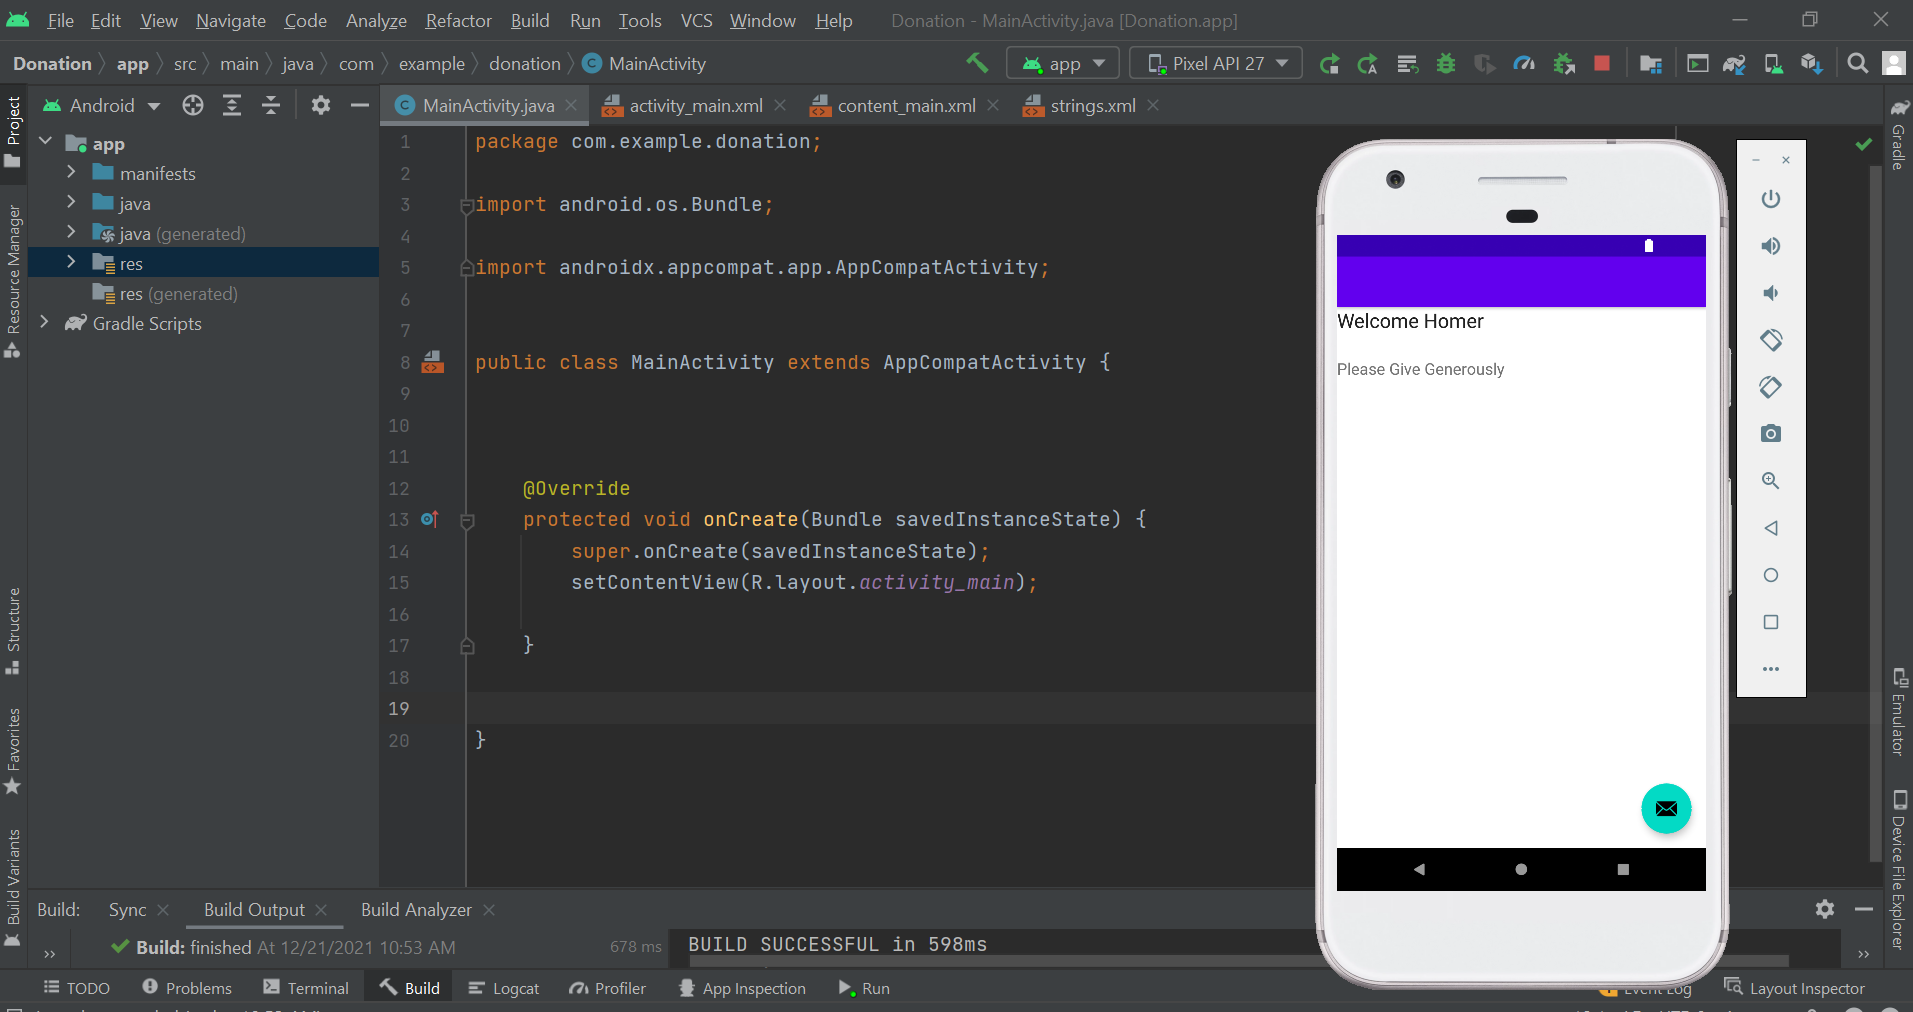 File Edit View Navigate Code Analyze Refactor Build Run Tools VCS Window Help Donation - MainActivity.java [Donation.app]
Donation app src main java com example donation MainActivity app Pixel API 27
Project
Android
MainActivity.java activity_main.xml content_main.xml strings.xml
Gradle
app
manifests
java
java (generated)
res
res (generated)
Gradle Scripts
Resource Manager
Structure
Favorites
Build Variants
1 package com.example.donation;
2
3 import android.os.Bundle;
4
5 import androidx.appcompat.app.AppCompatActivity;
6
7
8 public class MainActivity extends AppCompatActivity {
9
10
11
12 @Override
13 protected void onCreate(Bundle savedInstanceState) {
14 super.onCreate(savedInstanceState);
15 setContentView(R.layout.activity_main);
16
17 }
18
19
20 }
Welcome Homer
Please Give Generously
Emulator
Device File Explorer
Build: Sync Build Output Build Analyzer
Build: finished At 12/21/2021 10:53 AM 678 ms
BUILD SUCCESSFUL in 598ms
TODO Problems Terminal Build Logcat Profiler App Inspection Run Event Log Layout Inspector